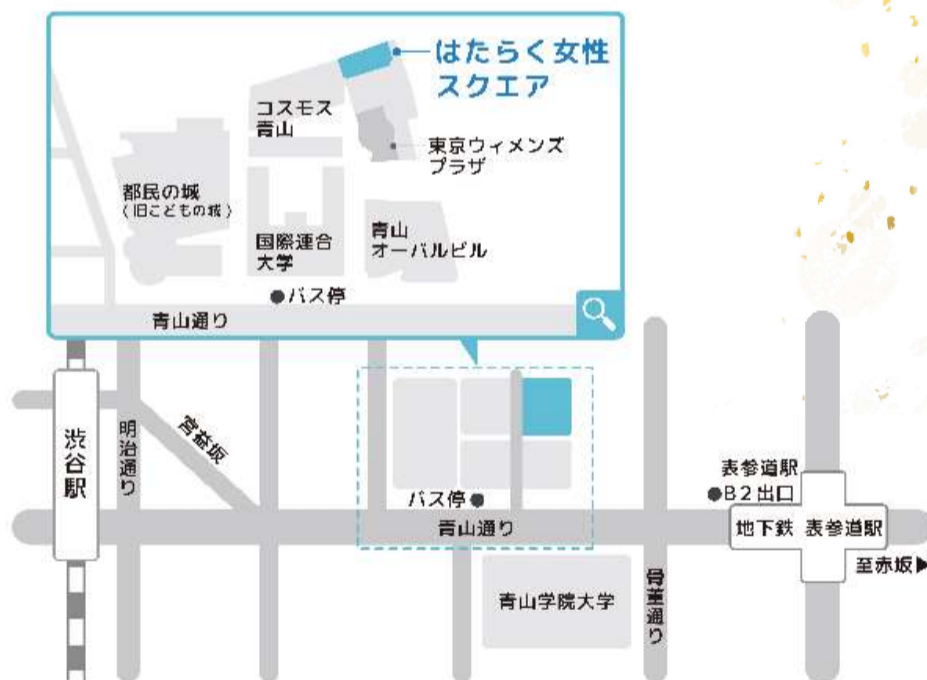 はたらく女性
スクエア
コスモス
青山
東京ウィメンズ
プラザ
都民の城
(旧こどもの城)
国際連合
大学
青山
オーバルビル
●バス停
青山通り
渋谷駅
明治通り
宮益坂
バス停●
青山通り
表参道駅
●B2出口
地下鉄 表参道駅
至赤坂▶
青山学院大学
骨董通り